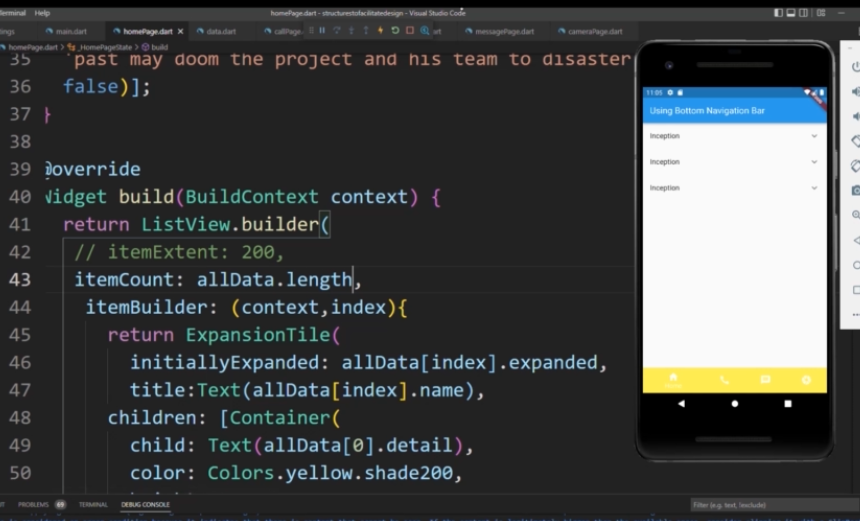 Terminal Help
homePage.dart - structurestofacilitatedesign - Visual Studio Code
ings main.dart homePage.dart data.dart callPage. messagePage.dart cameraPage.dart
homePage.dart > _HomePageState > build
35 'past may doom the project and his team to disaster
36 false)];
37 }
38
39 @override
40 Widget build(BuildContext context) {
41 return ListView.builder(
42 // itemExtent: 200,
43 itemCount: allData.length,
44 itemBuilder: (context,index){
45 return ExpansionTile(
46 initiallyExpanded: allData[index].expanded,
47 title:Text(allData[index].name),
48 children: [Container(
49 child: Text(allData[0].detail),
50 color: Colors.yellow.shade200,
11:05
Using Bottom Navigation Bar
Inception
Inception
Inception
PROBLEMS 69 TERMINAL DEBUG CONSOLE
Filter (e.g. text, !exclude)